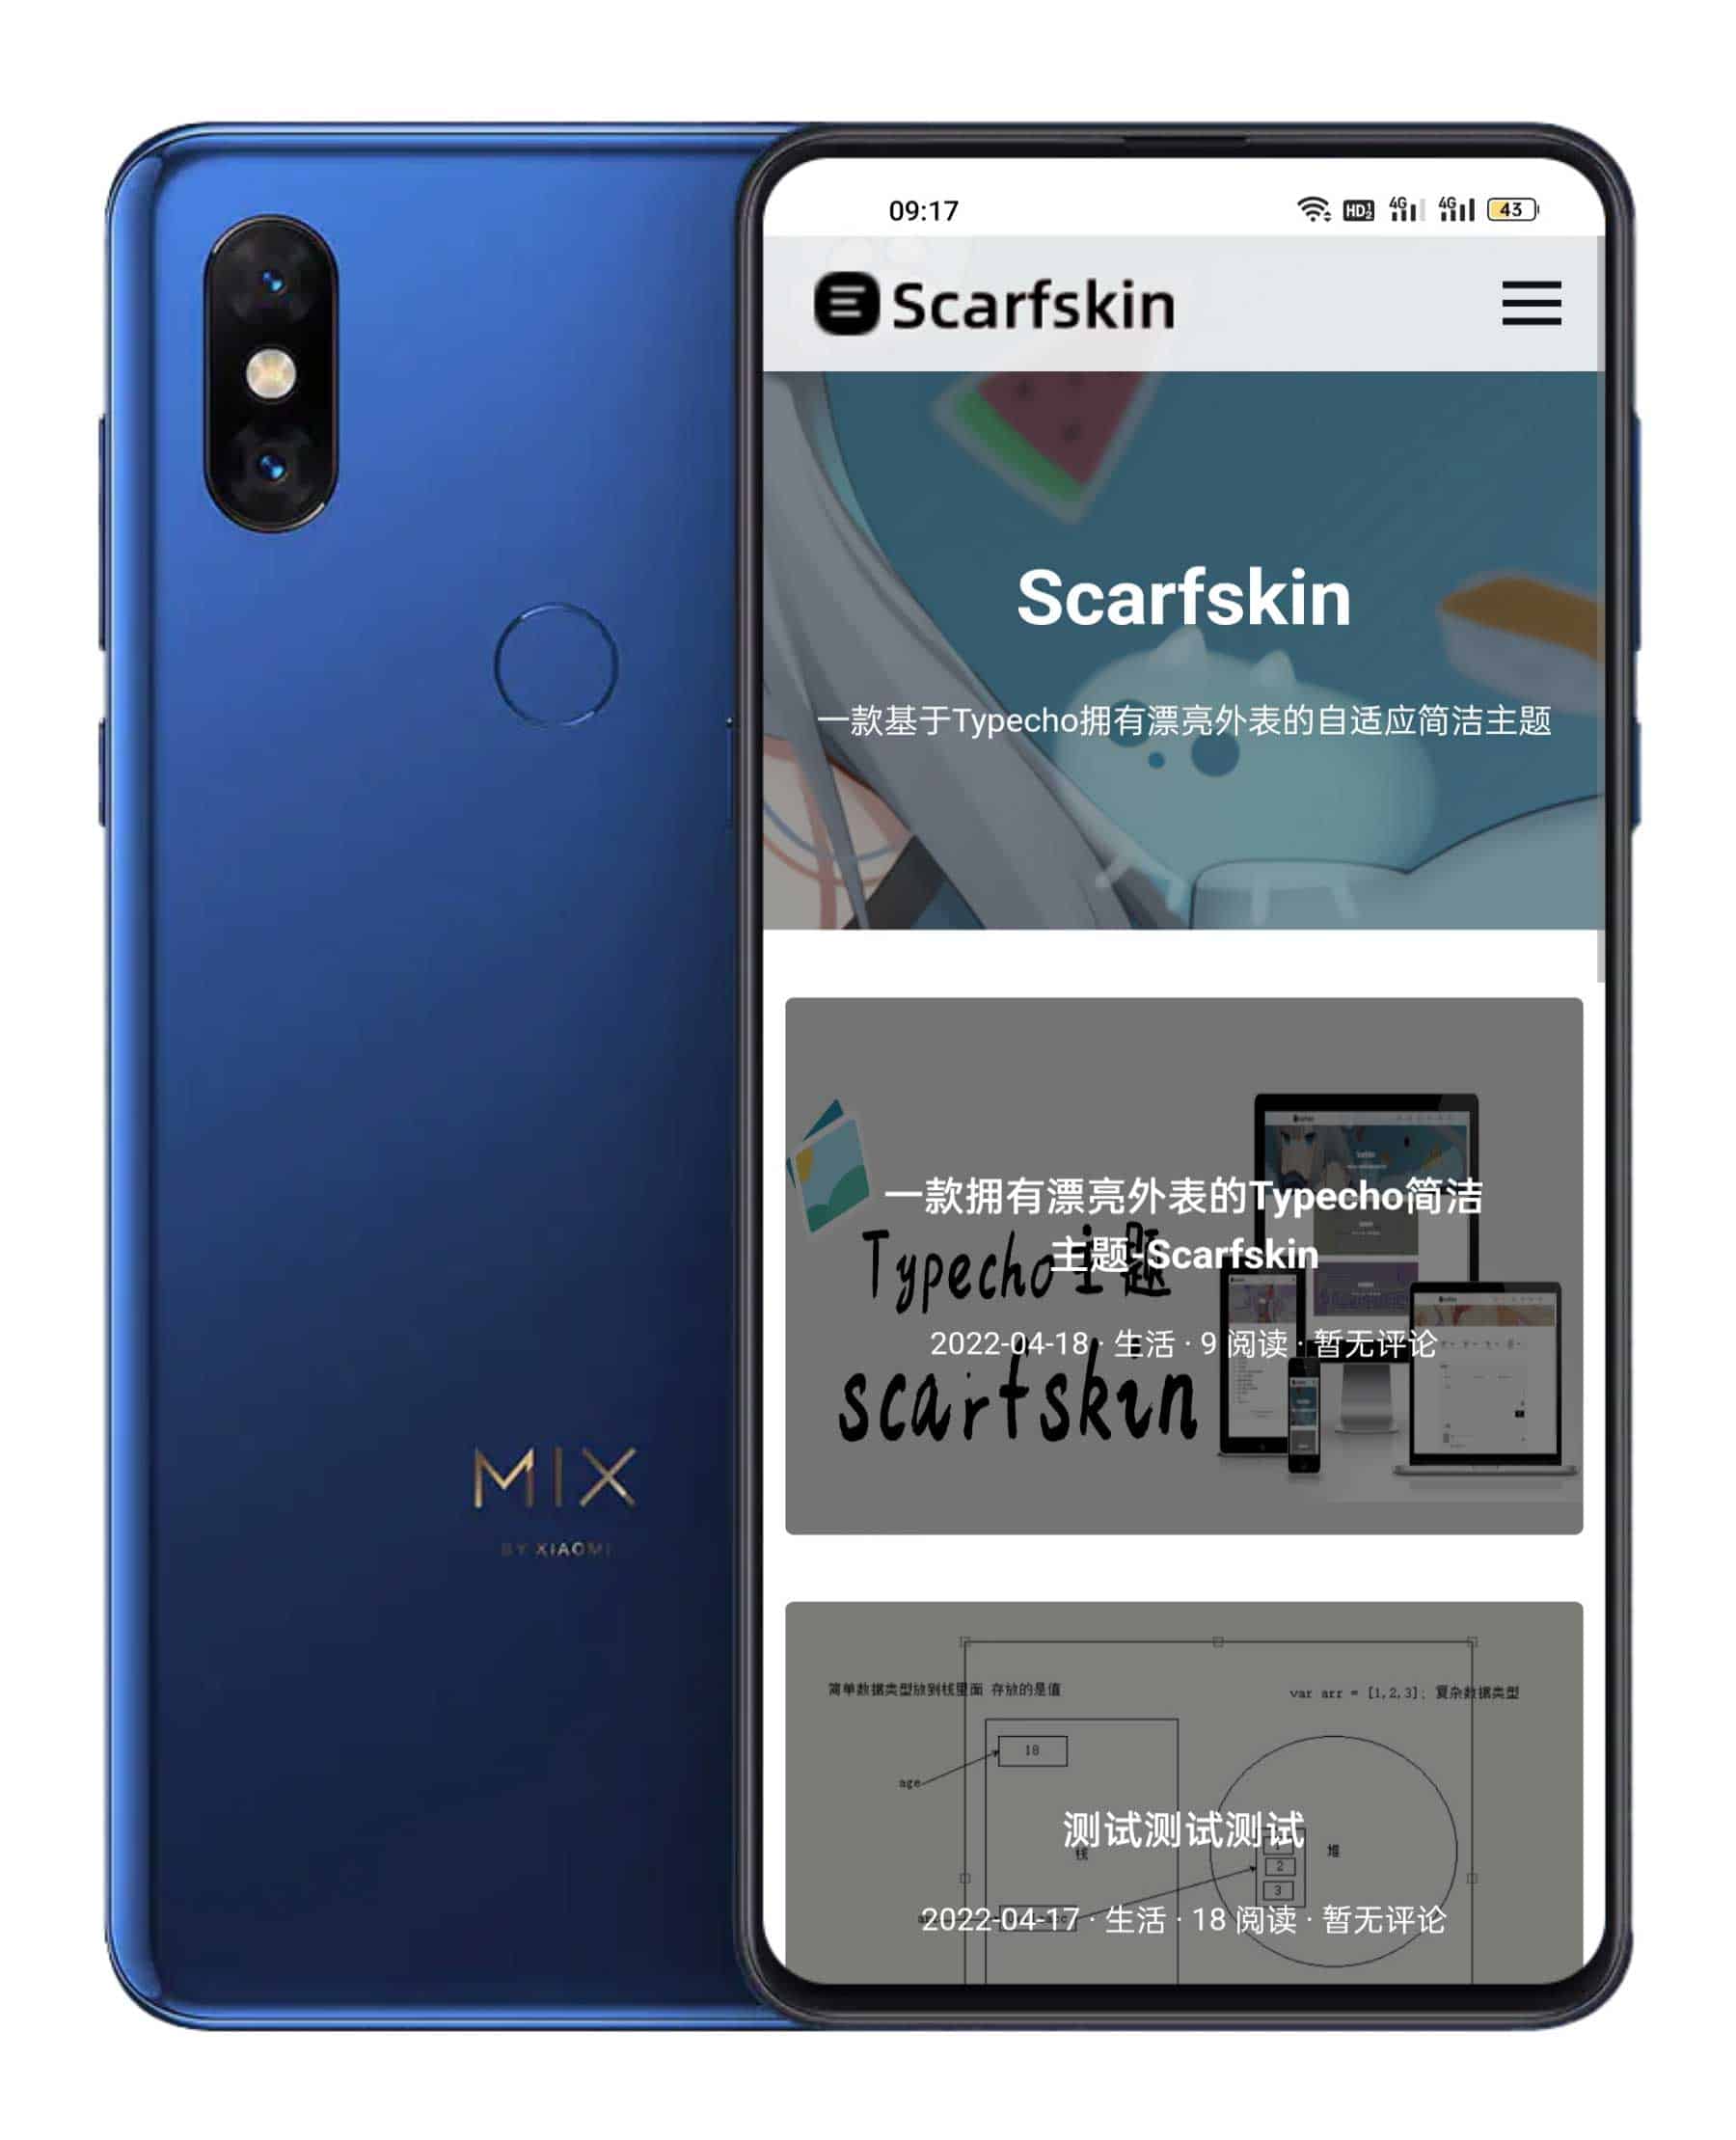 09:17
HD 4G 4G 43
Scarfskin
Scarfskin
一款基于Typecho拥有漂亮外表的自适应简洁主题
一款拥有漂亮外表的Typecho简洁
主题-Scarfskin
Typecho主题
2022-04-18 · 生活 · 9 阅读 · 暂无评论
scarfskin
MIX
BY XIAOMI
简单数据类型放到栈里面 存放的是值
var arr = [1,2,3]; 复杂数据类型
18
age
测试测试测试
栈
堆
1
2
3
2022-04-17 · 生活 · 18 阅读 · 暂无评论